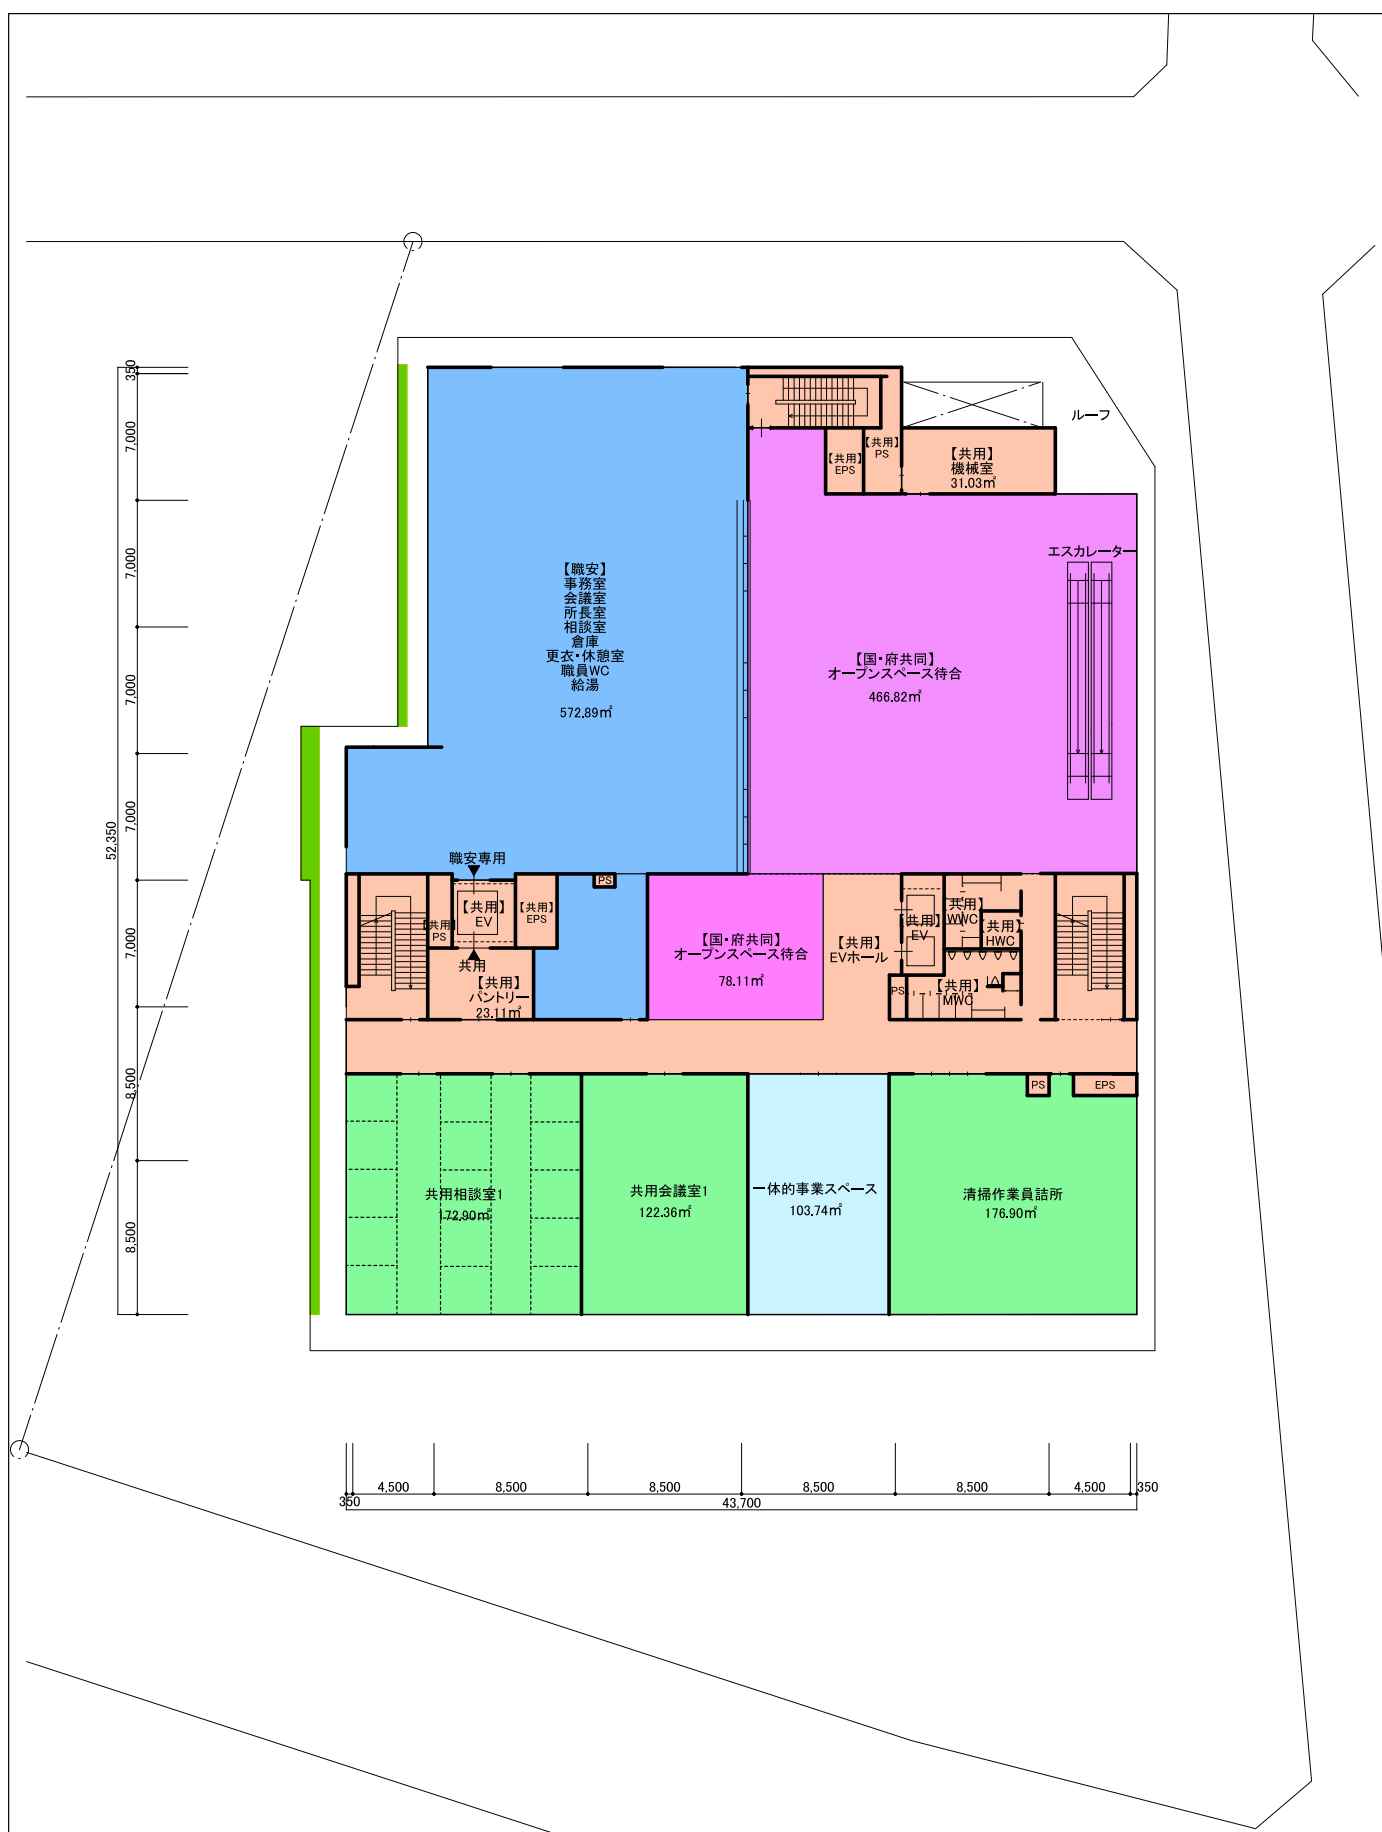 350
7,000
7,000
7,000
7,000
7,000
8,500
8,500
52,350
ルーフ
【共用】
PS
【共用】
EPS
【共用】
機械室
31.03㎡
エスカレーター
【職安】
事務室
会議室
所長室
相談室
倉庫
更衣・休憩室
職員WC
給湯
572.89㎡
【国・府共同】
オープンスペース待合
466.82㎡
職安専用
PS
【共用】
EV
【共用】
EPS
【共用】
PS
共用
【共用】
パントリー
23.11㎡
【国・府共同】
オープンスペース待合
78.11㎡
【共用】
EVホール
【共用】
EV
【共用】
WWC
【共用】
HWC
PS
【共用】
MWC
PS
EPS
共用相談室1
172.90㎡
共用会議室1
122.36㎡
一体的事業スペース
103.74㎡
清掃作業員詰所
176.90㎡
350
4,500
8,500
8,500
8,500
8,500
4,500
350
43,700